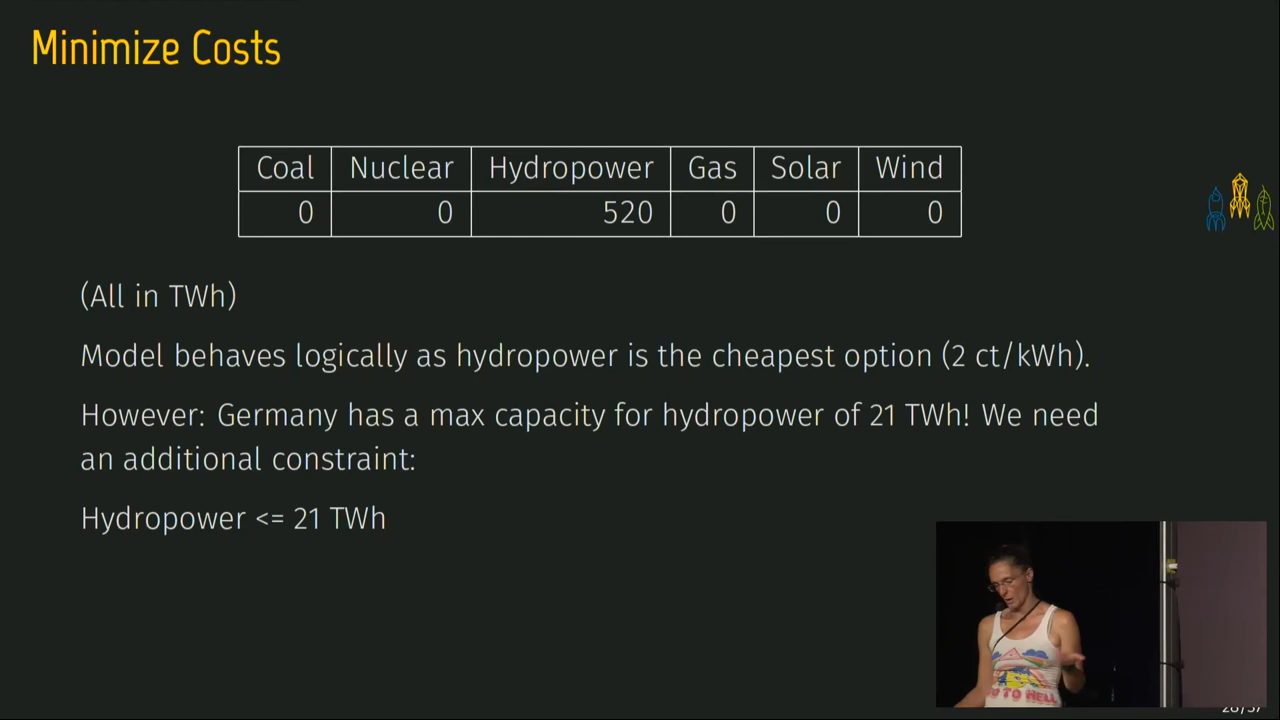 Minimize Costs
Coal Nuclear Hydropower Gas Solar Wind
0 0 520 0 0 0
(All in TWh)
Model behaves logically as hydropower is the cheapest option (2 ct/kWh).
However: Germany has a max capacity for hydropower of 21 TWh! We need
an additional constraint:
Hydropower <= 21 TWh
TO HELL